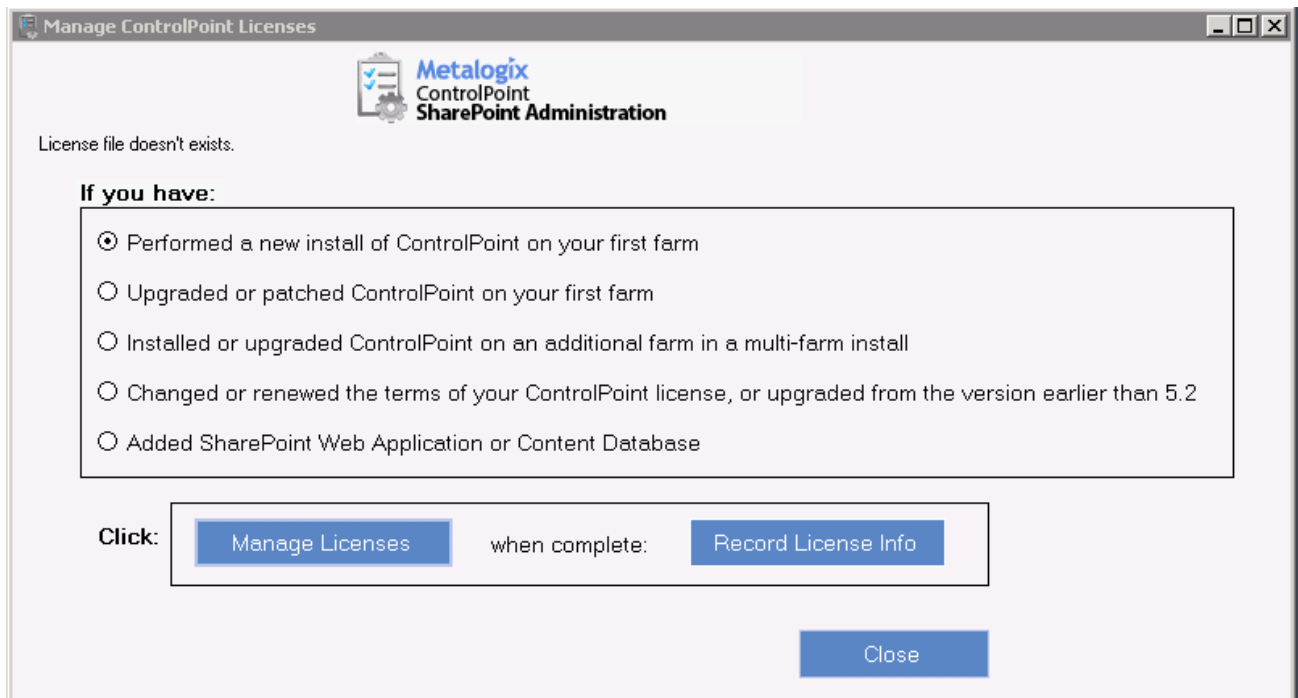 Manage ControlPoint Licenses
Metalogix
ControlPoint
SharePoint Administration
License file doesn't exists.
If you have:
Performed a new install of ControlPoint on your first farm
Upgraded or patched ControlPoint on your first farm
Installed or upgraded ControlPoint on an additional farm in a multi-farm install
Changed or renewed the terms of your ControlPoint license, or upgraded from the version earlier than 5.2
Added SharePoint Web Application or Content Database
Click: Manage Licenses when complete: Record License Info
Close